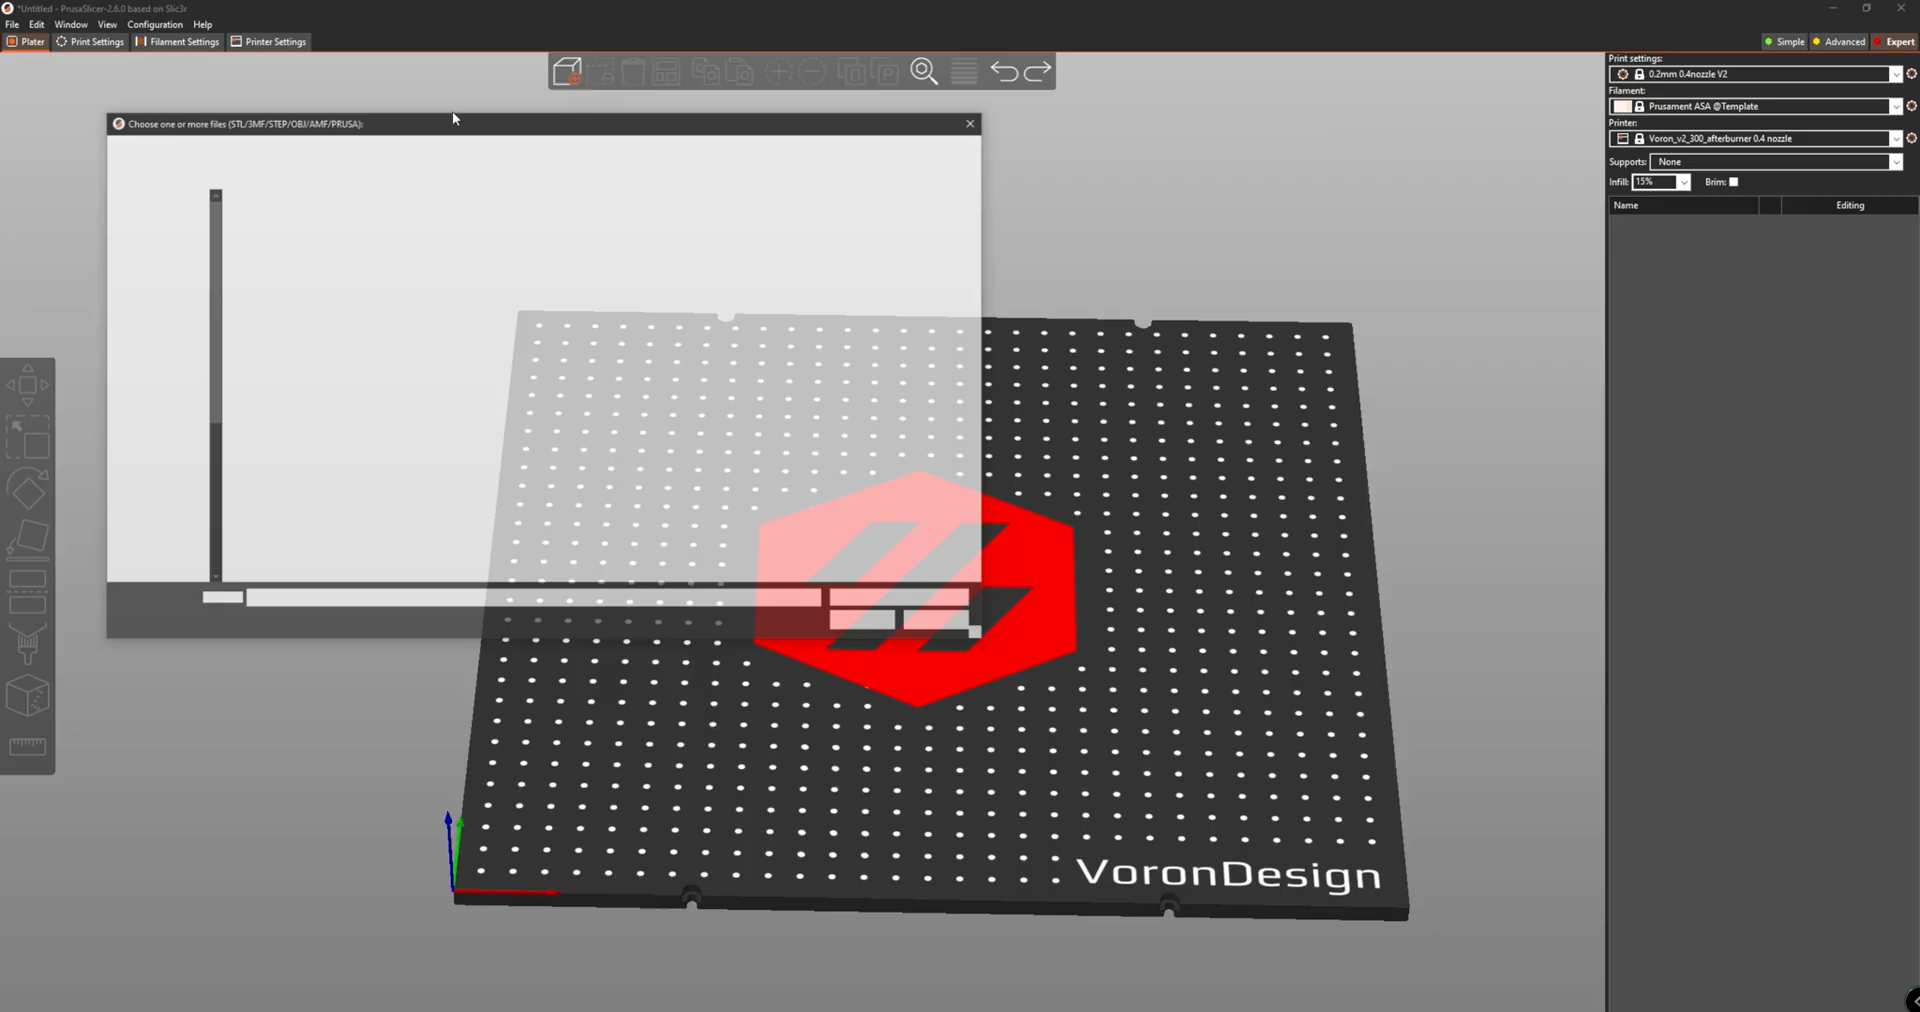 *Untitled - PrusaSlicer-2.6.0 based on Slic3r
File Edit Window View Configuration Help
Plater Print Settings Filament Settings Printer Settings
Simple Advanced Expert
Print settings:
0.2mm 0.4nozzle V2
Filament:
Prusament ASA @Template
Printer:
Voron_v2_300_afterburner 0.4 nozzle
Supports: None
Infill: 15% Brim:
Name Editing
Choose one or more files (STL/3MF/STEP/OBJ/AMF/PRUSA):
VoronDesign